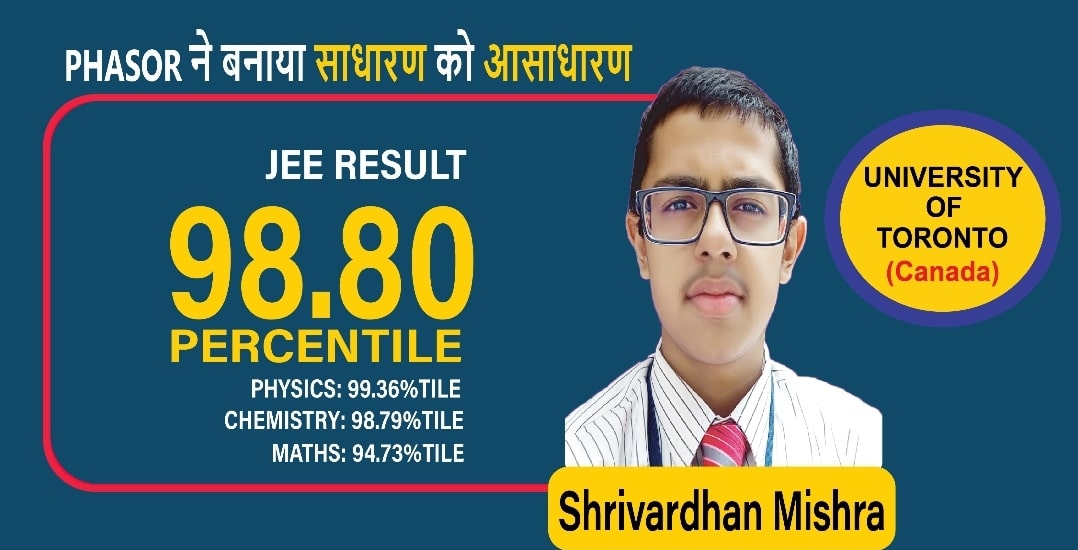 PHASOR ने बनाया साधारण को आसाधारण
JEE RESULT
98.80
PERCENTILE
PHYSICS: 99.36%TILE
CHEMISTRY: 98.79%TILE
MATHS: 94.73%TILE
UNIVERSITY
OF
TORONTO
(Canada)
Shrivardhan Mishra